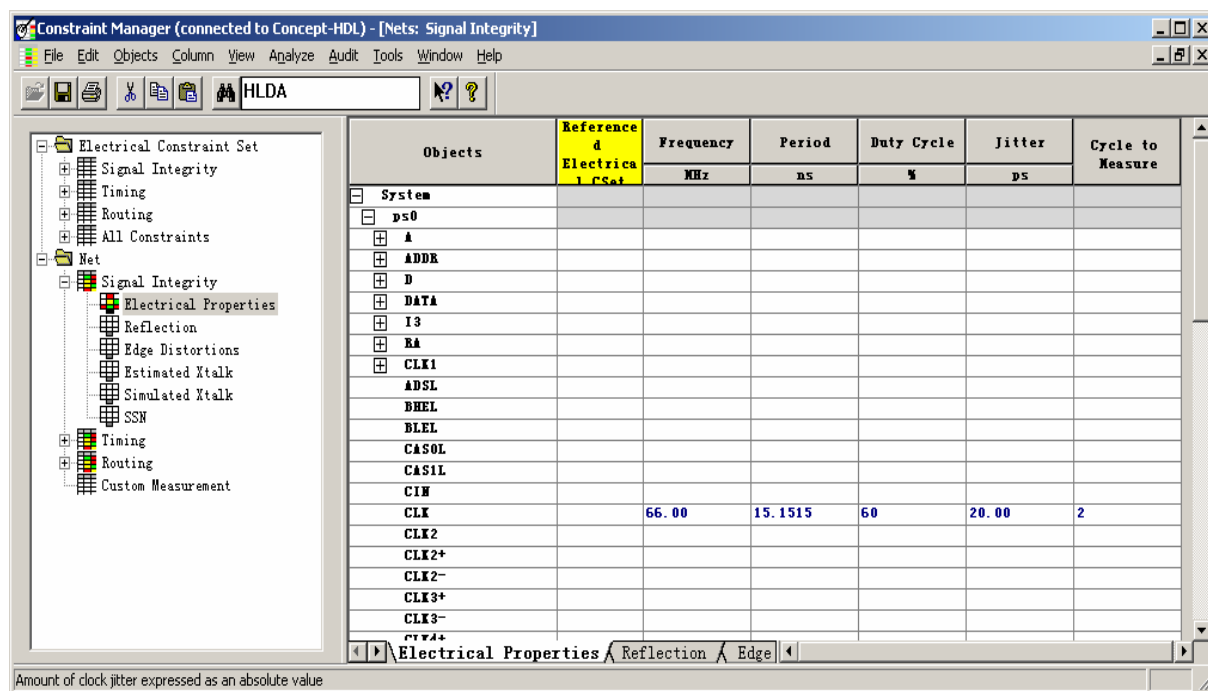 Constraint Manager (connected to Concept-HDL) - [Nets: Signal Integrity]
File Edit Objects Column View Analyze Audit Tools Window Help
HLDA
Electrical Constraint Set
Signal Integrity
Timing
Routing
All Constraints
Net
Signal Integrity
Electrical Properties
Reflection
Edge Distortions
Estimated Xtalk
Simulated Xtalk
SSN
Timing
Routing
Custom Measurement
Objects
Reference
d
Electrica
l CSet
Frequency Period Duty Cycle Jitter Cycle to
Measure
MHz ns % ps
System
ps0
A
ADDR
D
DATA
I3
RA
CLK1
ADSL
BHEL
BLEL
CAS0L
CAS1L
CIN
CLK 66.00 15.1515 60 20.00 2
CLK2
CLK2+
CLK2-
CLK3+
CLK3-
CLK4+
Electrical Properties Reflection Edge
Amount of clock jitter expressed as an absolute value